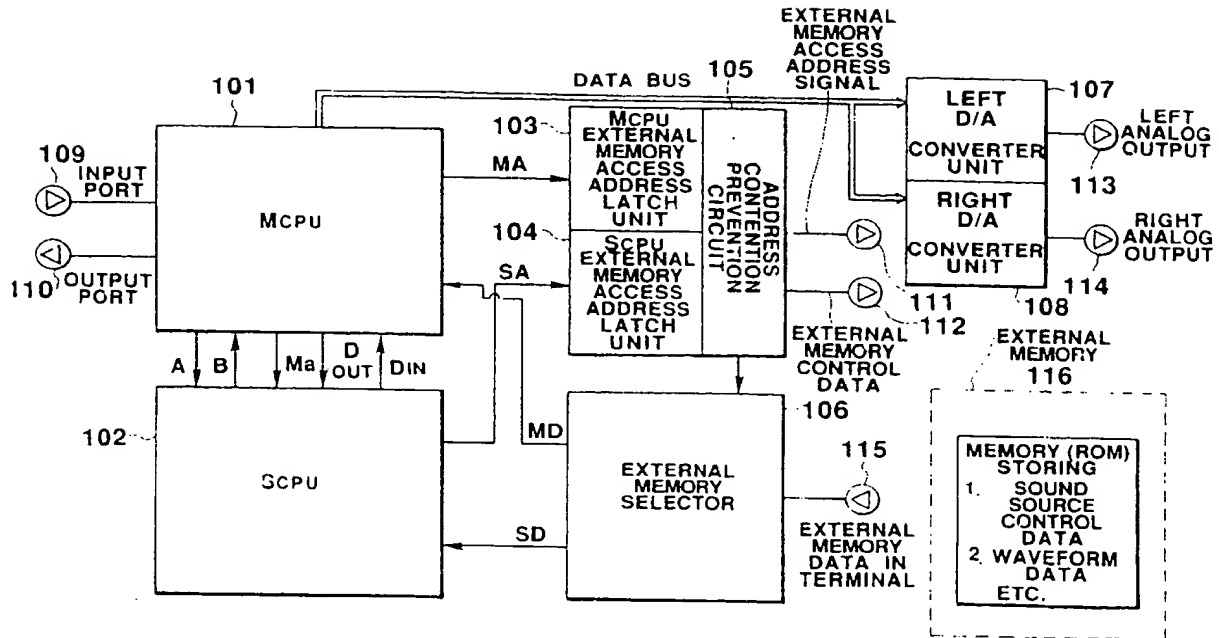 EXTERNAL
MEMORY
ACCESS
ADDRESS
SIGNAL
DATA BUS
101
105
107
109
INPUT
PORT
MCPU
OUTPUT
PORT
110
MA
103
MCPU
EXTERNAL
MEMORY
ACCESS
ADDRESS
LATCH
UNIT
104
SCPU
EXTERNAL
MEMORY
ACCESS
ADDRESS
LATCH
UNIT
ADDRESS
CONTENTION
PREVENTION
CIRCUIT
LEFT
D/A
CONVERTER
UNIT
RIGHT
D/A
CONVERTER
UNIT
LEFT
ANALOG
OUTPUT
113
RIGHT
ANALOG
OUTPUT
114
108
111
112
EXTERNAL
MEMORY
CONTROL
DATA
SA
A
B
Ma
D
OUT
DIN
102
SCPU
MD
SD
106
EXTERNAL
MEMORY
SELECTOR
115
EXTERNAL
MEMORY
DATA IN
TERMINAL
EXTERNAL
MEMORY
116
MEMORY (ROM)
STORING
1. SOUND
SOURCE
CONTROL
DATA
2. WAVEFORM
DATA
ETC.